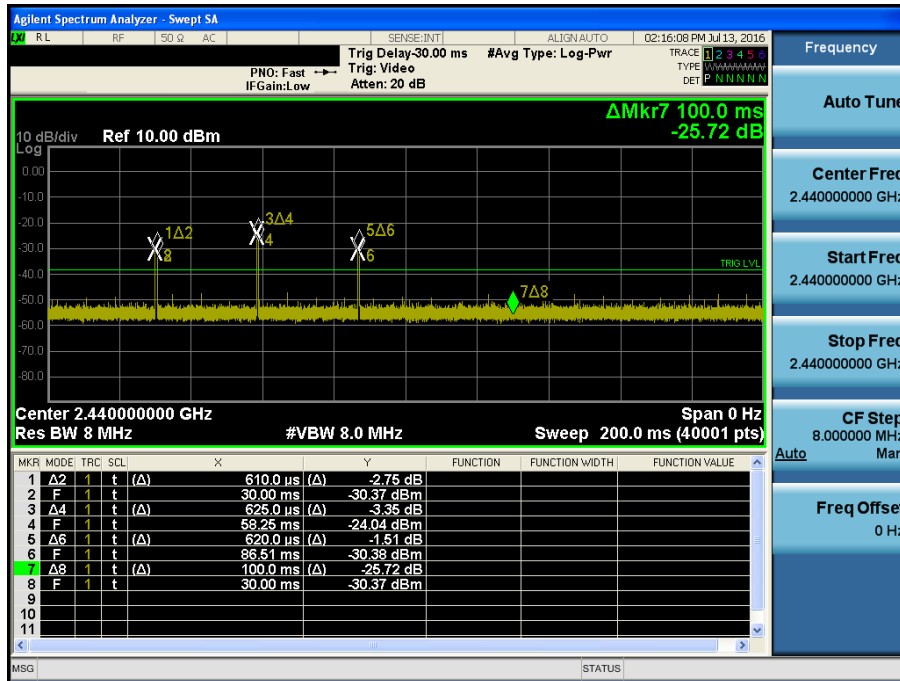 Agilent Spectrum Analyzer - Swept SA
LXI RL RF 50 Ω AC SENSE:INT ALIGN AUTO 02:16:08 PM Jul 13, 2016
Trig Delay-30.00 ms #Avg Type: Log-Pwr TRACE 1 2 3 4 5 6
PNO: Fast Trig: Video TYPE WWWWWW
IFGain:Low Atten: 20 dB DET P N N N N N
ΔMkr7 100.0 ms
-25.72 dB
10 dB/div Ref 10.00 dBm
Log
0.00
-10.0
-20.0
-30.0
-40.0
-50.0
-60.0
-70.0
-80.0
1Δ2
8
3Δ4
4
5Δ6
6
TRIG LVL
7Δ8
Center 2.440000000 GHz Span 0 Hz
Res BW 8 MHz #VBW 8.0 MHz Sweep 200.0 ms (40001 pts)
MKR MODE TRC SCL X Y FUNCTION FUNCTION WIDTH FUNCTION VALUE
1 Δ2 1 t (Δ) 610.0 µs (Δ) -2.75 dB
2 F 1 t 30.00 ms -30.37 dBm
3 Δ4 1 t (Δ) 625.0 µs (Δ) -3.35 dB
4 F 1 t 58.25 ms -24.04 dBm
5 Δ6 1 t (Δ) 620.0 µs (Δ) -1.51 dB
6 F 1 t 86.51 ms -30.38 dBm
7 Δ8 1 t (Δ) 100.0 ms (Δ) -25.72 dB
8 F 1 t 30.00 ms -30.37 dBm
9
10
11
MSG STATUS
Frequency
Auto Tune
Center Freq
2.440000000 GHz
Start Freq
2.440000000 GHz
Stop Freq
2.440000000 GHz
CF Step
8.000000 MHz
Auto Man
Freq Offset
0 Hz